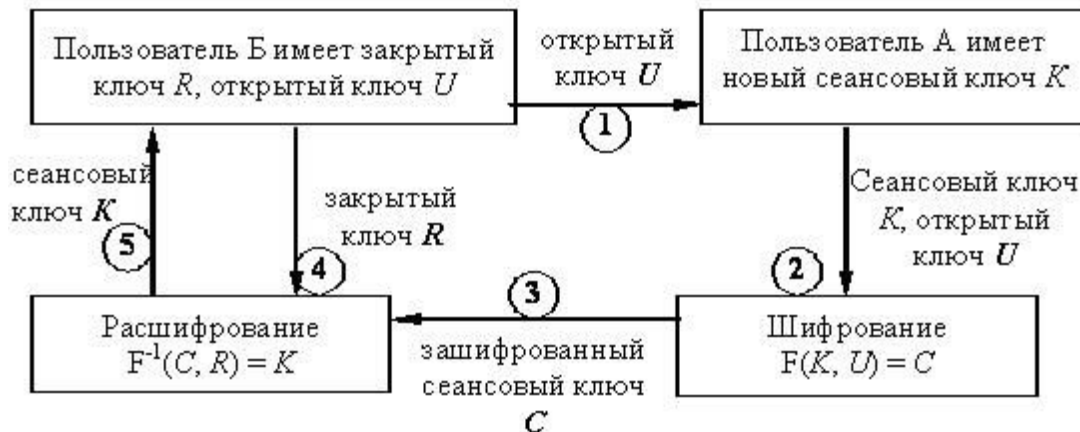 Пользователь Б имеет закрытый
ключ R, открытый ключ U
открытый
ключ U
1
Пользователь А имеет
новый сеансовый ключ К
сеансовый
ключ К
5
закрытый
ключ R
4
Сеансовый ключ
К, открытый
ключ U
2
3
зашифрованный
сеансовый ключ
С
Расшифрование
F⁻¹(C, R) = K
Шифрование
F(K, U) = C